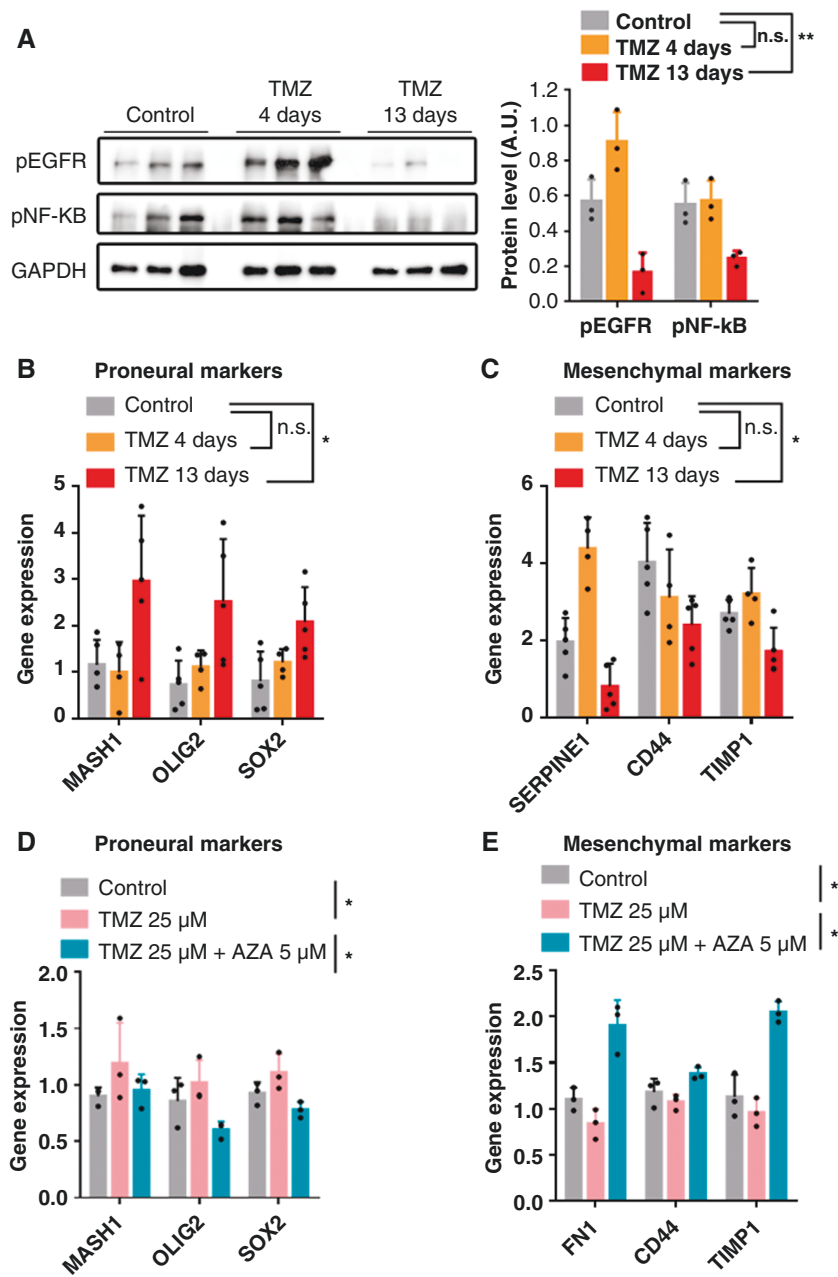 A
TMZ TMZ
Control 4 days 13 days
pEGFR
pNF-KB
GAPDH
Control
TMZ 4 days
TMZ 13 days
n.s.
**
Protein level (A.U.)
1.2
1.0
0.8
0.6
0.4
0.2
0.0
pEGFR pNF-kB
B Proneural markers
Control
TMZ 4 days
TMZ 13 days
n.s.
*
Gene expression
5
4
3
2
1
0
MASH1 OLIG2 SOX2
C Mesenchymal markers
Control
TMZ 4 days
TMZ 13 days
n.s.
*
Gene expression
6
4
2
0
SERPINE1 CD44 TIMP1
D Proneural markers
Control
TMZ 25 µM
TMZ 25 µM + AZA 5 µM
*
*
Gene expression
2.0
1.5
1.0
0.5
0.0
MASH1 OLIG2 SOX2
E Mesenchymal markers
Control
TMZ 25 µM
TMZ 25 µM + AZA 5 µM
*
*
Gene expression
2.5
2.0
1.5
1.0
0.5
0.0
FN1 CD44 TIMP1